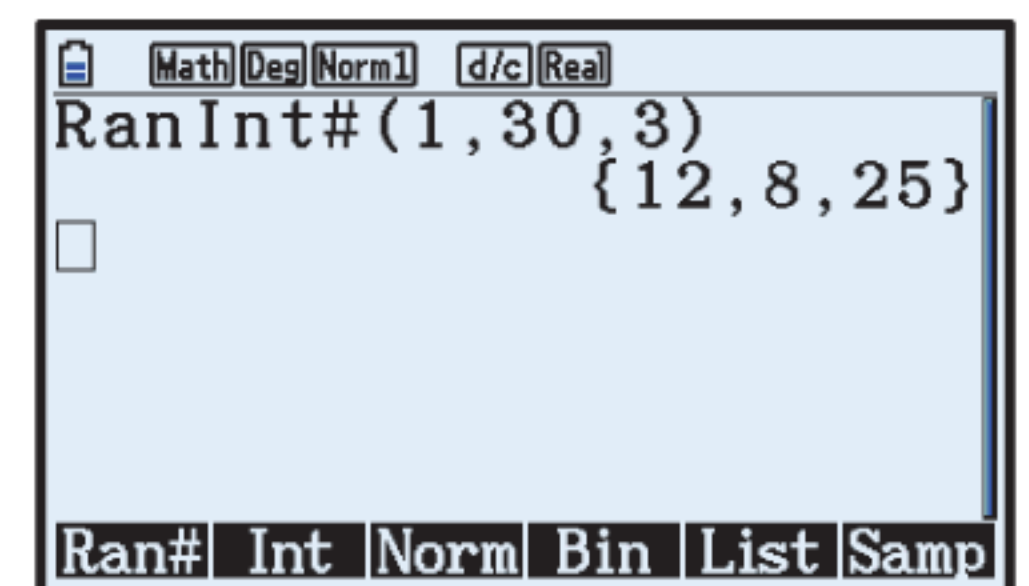 Math Deg Norm1 d/c Real
RanInt#(1,30,3)
{12,8,25}
Ran# Int Norm Bin List Samp